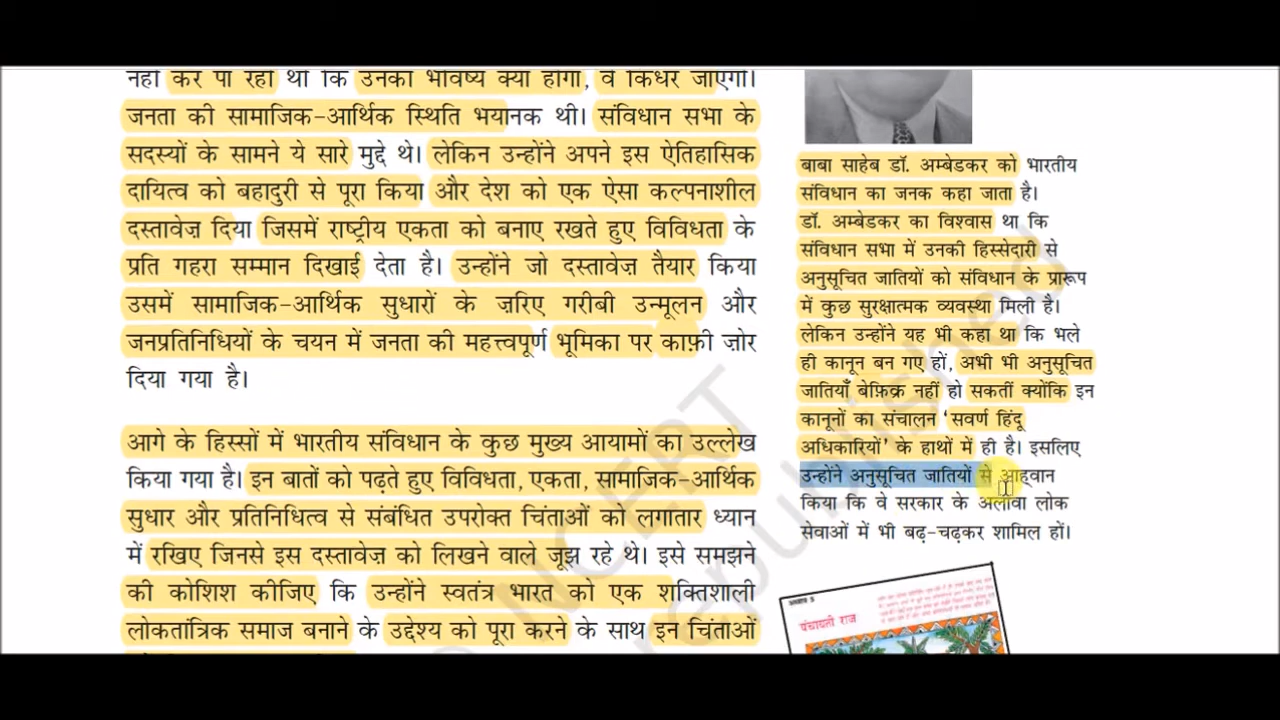 नहीं कर पा रहा था कि उनका भविष्य क्या होगा, वे किधर जाएगी।
जनता की सामाजिक-आर्थिक स्थिति भयानक थी। संविधान सभा के
सदस्यों के सामने ये सारे मुद्दे थे। लेकिन उन्होंने अपने इस ऐतिहासिक
दायित्व को बहादुरी से पूरा किया और देश को एक ऐसा कल्पनाशील
दस्तावेज़ दिया जिसमें राष्ट्रीय एकता को बनाए रखते हुए विविधता के
प्रति गहरा सम्मान दिखाई देता है। उन्होंने जो दस्तावेज़ तैयार किया
उसमें सामाजिक-आर्थिक सुधारों के ज़रिए गरीबी उन्मूलन और
जनप्रतिनिधियों के चयन में जनता की महत्त्वपूर्ण भूमिका पर काफ़ी ज़ोर
दिया गया है।
आगे के हिस्सों में भारतीय संविधान के कुछ मुख्य आयामों का उल्लेख
किया गया है। इन बातों को पढ़ते हुए विविधता, एकता, सामाजिक-आर्थिक
सुधार और प्रतिनिधित्व से संबंधित उपरोक्त चिंताओं को लगातार ध्यान
में रखिए जिनसे इस दस्तावेज़ को लिखने वाले जूझ रहे थे। इसे समझने
की कोशिश कीजिए कि उन्होंने स्वतंत्र भारत को एक शक्तिशाली
लोकतांत्रिक समाज बनाने के उद्देश्य को पूरा करने के साथ इन चिंताओं
बाबा साहेब डॉ. अम्बेडकर को भारतीय
संविधान का जनक कहा जाता है।
डॉ. अम्बेडकर का विश्वास था कि
संविधान सभा में उनकी हिस्सेदारी से
अनुसूचित जातियों को संविधान के प्रारूप
में कुछ सुरक्षात्मक व्यवस्था मिली है।
लेकिन उन्होंने यह भी कहा था कि भले
ही कानून बन गए हों, अभी भी अनुसूचित
जातियाँ बेफ़िक्र नहीं हो सकतीं क्योंकि इन
कानूनों का संचालन ‘सवर्ण हिंदू
अधिकारियों’ के हाथों में ही है। इसलिए
उन्होंने अनुसूचित जातियों से आह्वान
किया कि वे सरकार के अलावा लोक
सेवाओं में भी बढ़-चढ़कर शामिल हों।
अध्याय 5
पंचायती राज
NCERT
republished